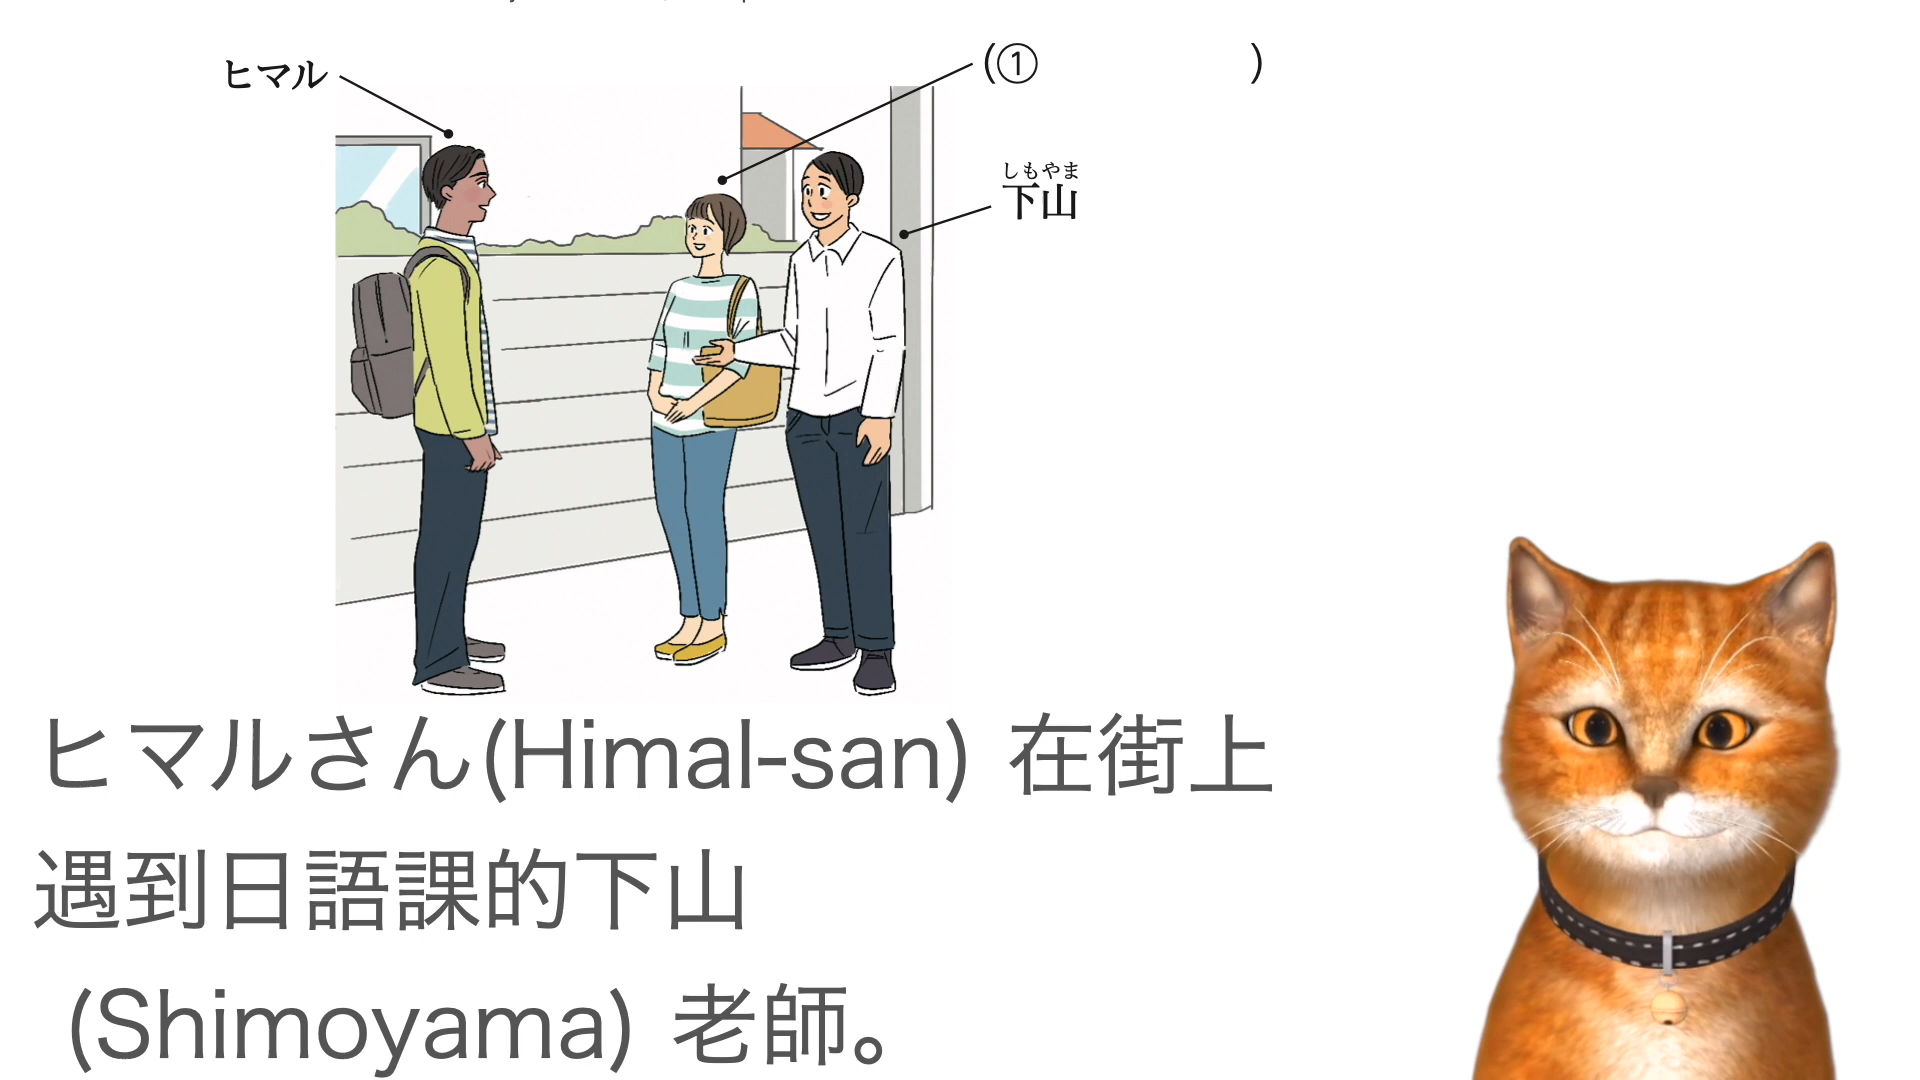 ヒマル
(① )
しもやま
下山
ヒマルさん(Himal-san) 在街上
遇到日語課的下山
(Shimoyama) 老師。